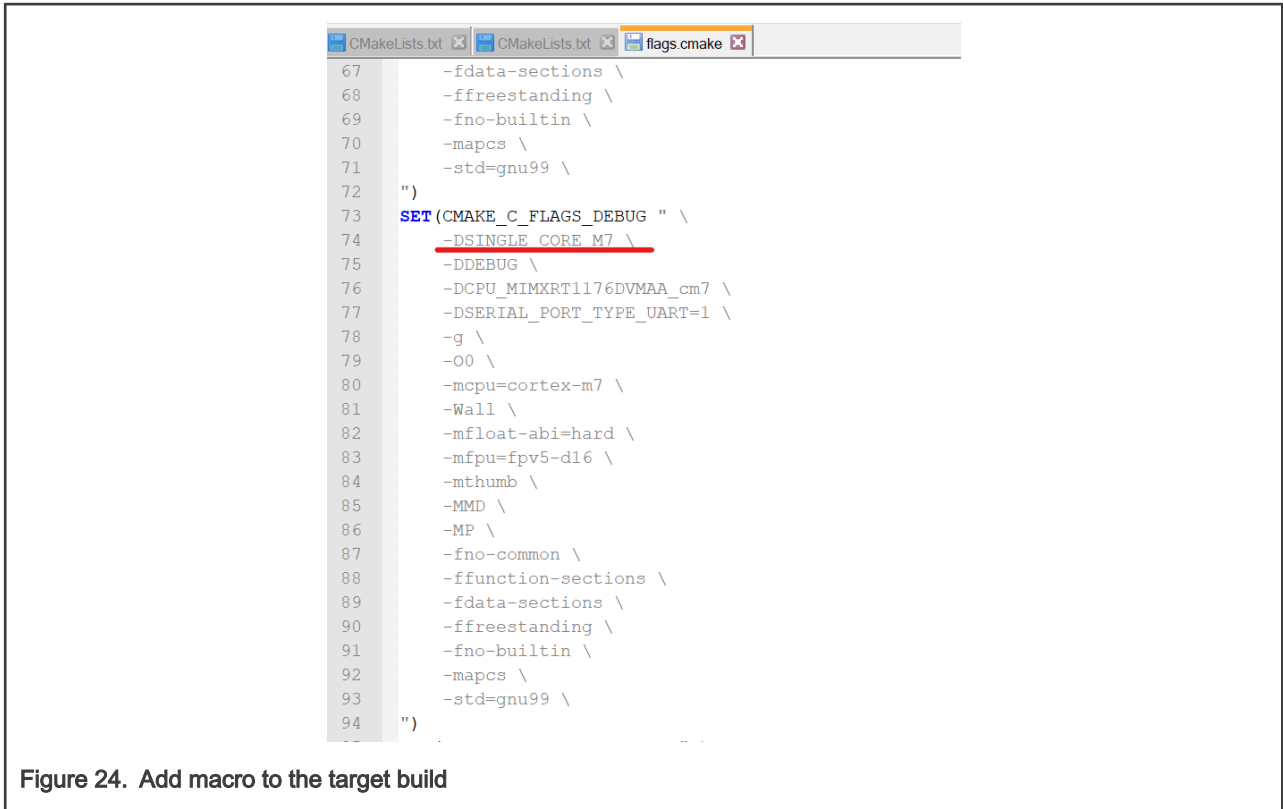 CMakeLists.txt CMakeLists.txt flags.cmake
67 -fdata-sections \
68 -ffreestanding \
69 -fno-builtin \
70 -mapcs \
71 -std=gnu99 \
72 ")
73 SET(CMAKE_C_FLAGS_DEBUG " \
74 -DSINGLE_CORE_M7 \
75 -DDEBUG \
76 -DCPU_MIMXRT1176DVMAA_cm7 \
77 -DSERIAL_PORT_TYPE_UART=1 \
78 -g \
79 -O0 \
80 -mcpu=cortex-m7 \
81 -Wall \
82 -mfloat-abi=hard \
83 -mfpu=fpv5-d16 \
84 -mthumb \
85 -MMD \
86 -MP \
87 -fno-common \
88 -ffunction-sections \
89 -fdata-sections \
90 -ffreestanding \
91 -fno-builtin \
92 -mapcs \
93 -std=gnu99 \
94 ")
Figure 24. Add macro to the target build